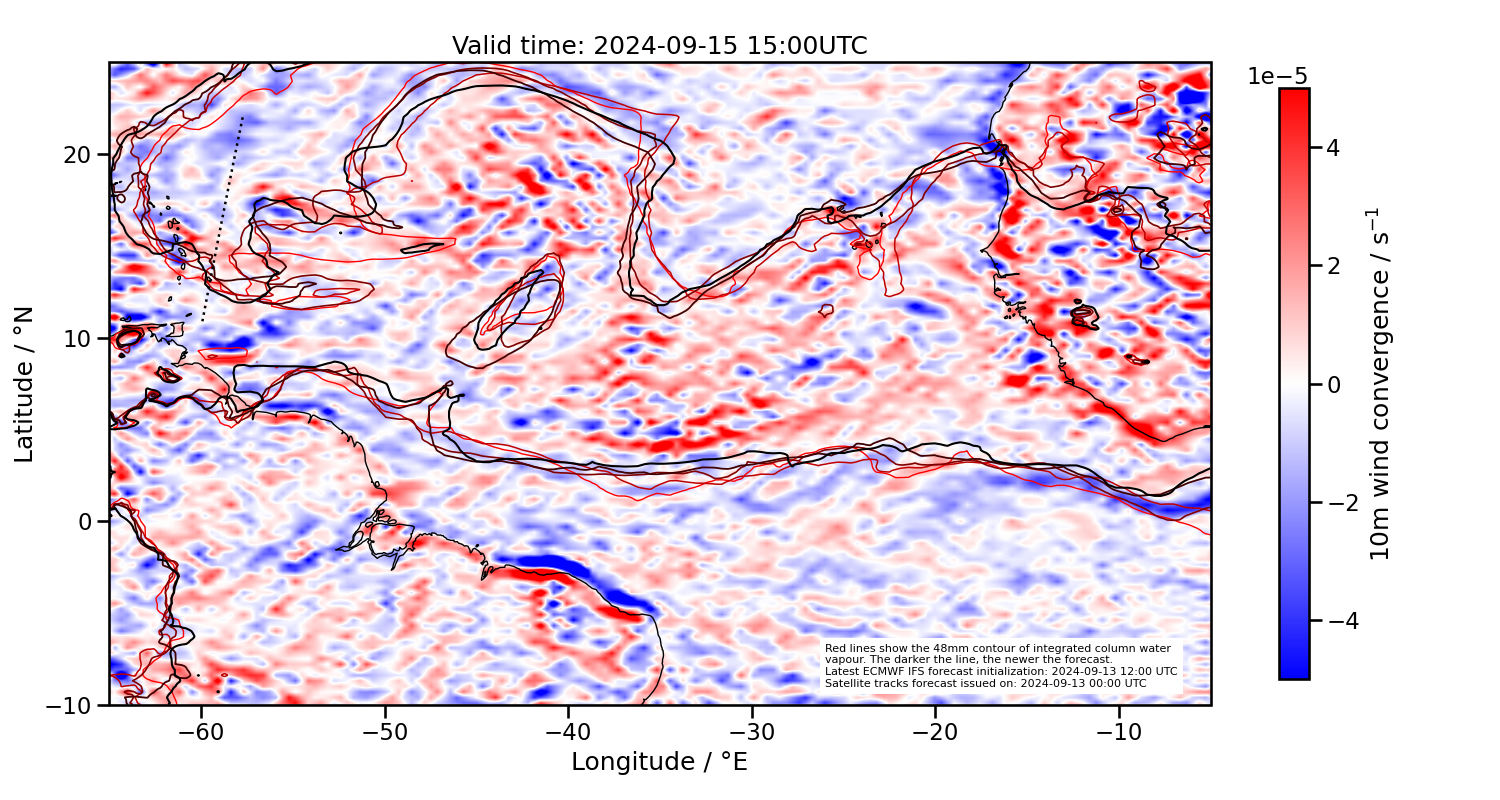 Valid time: 2024-09-15 15:00UTC
1e−5
20
10
0
−10
−60
−50
−40
−30
−20
−10
Longitude / °E
Latitude / °N
4
2
0
−2
−4
10m wind convergence / s⁻¹
Red lines show the 48mm contour of integrated column water
vapour. The darker the line, the newer the forecast.
Latest ECMWF IFS forecast initialization: 2024-09-13 12:00 UTC
Satellite tracks forecast issued on: 2024-09-13 00:00 UTC